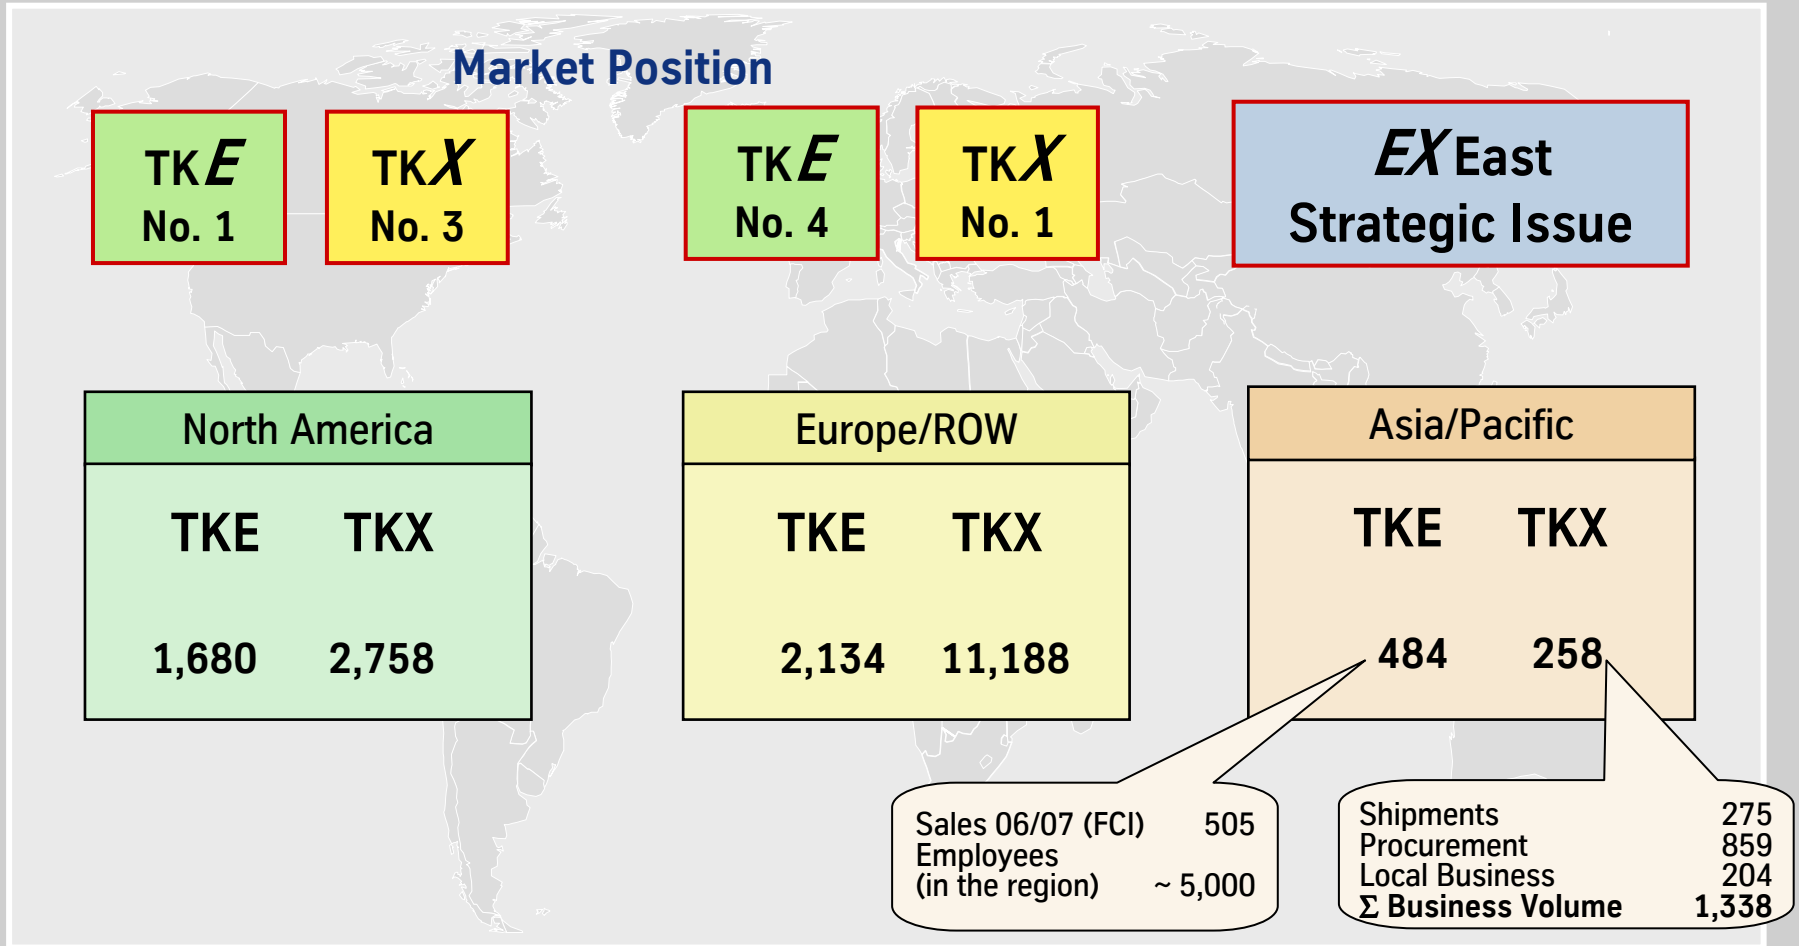 Market Position
TKE
No. 1
TKX
No. 3
TKE
No. 4
TKX
No. 1
EX East
Strategic Issue
North America
TKE TKX
1,680 2,758
Europe/ROW
TKE TKX
2,134 11,188
Asia/Pacific
TKE TKX
484 258
Sales 06/07 (FCI) 505
Employees
(in the region) ~ 5,000
Shipments 275
Procurement 859
Local Business 204
Σ Business Volume 1,338